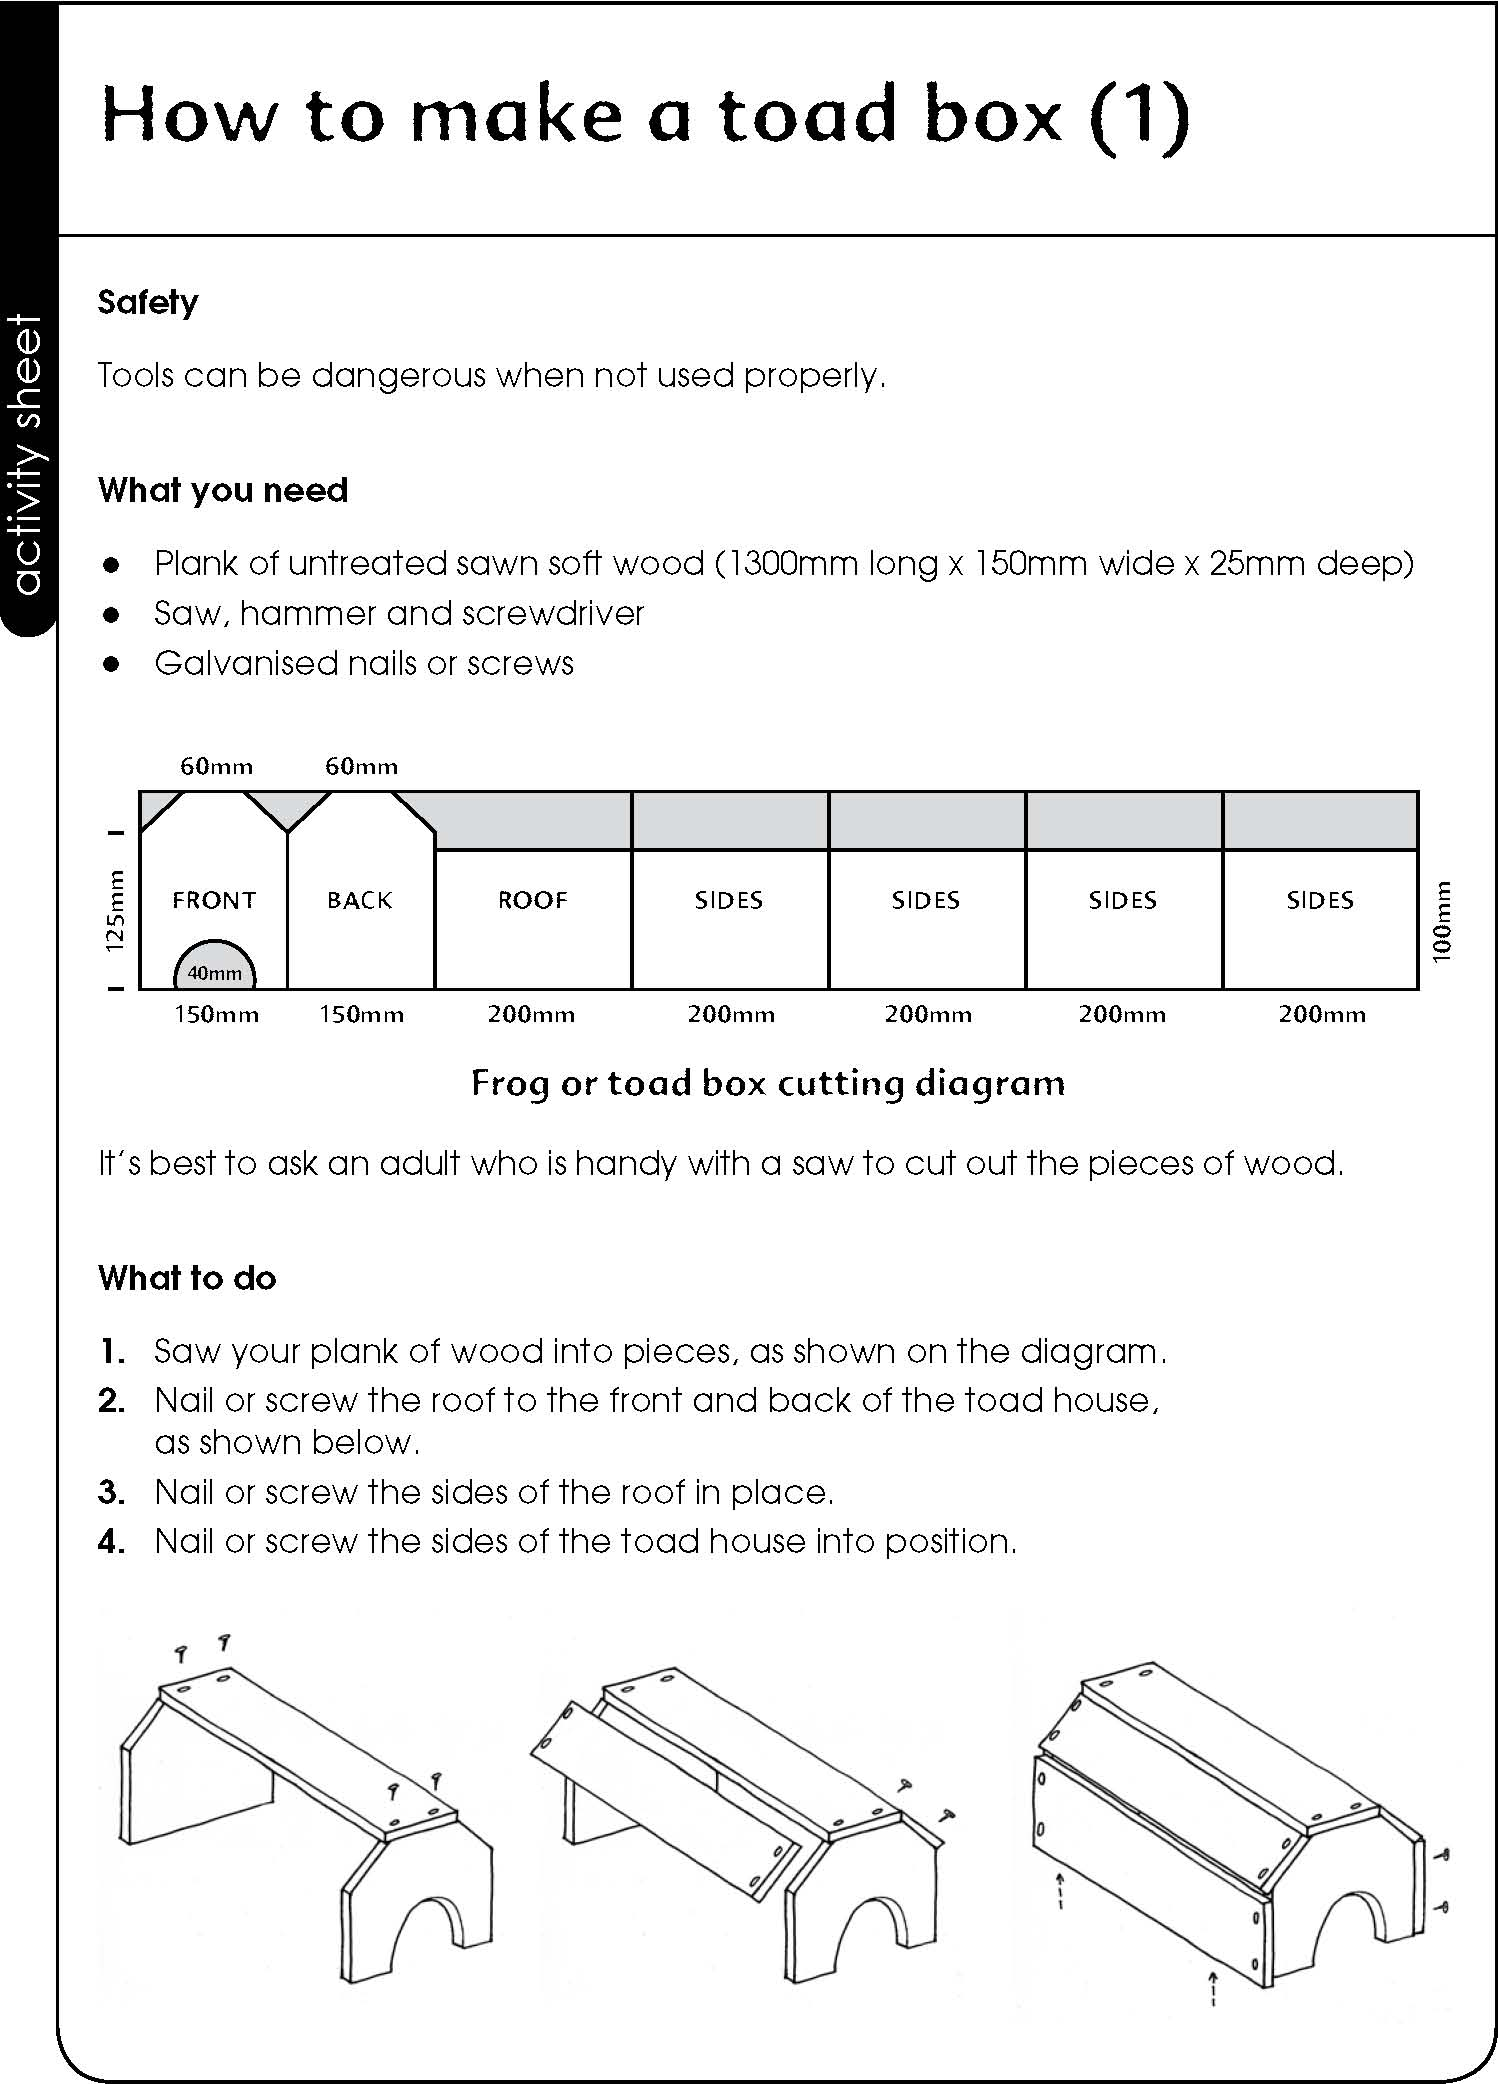 How to make a toad box (1)
activity sheet
Safety
Tools can be dangerous when not used properly.
What you need
● Plank of untreated sawn soft wood (1300mm long x 150mm wide x 25mm deep)
● Saw, hammer and screwdriver
● Galvanised nails or screws
60mm 60mm
125mm
FRONT BACK ROOF SIDES SIDES SIDES SIDES
100mm
40mm
150mm 150mm 200mm 200mm 200mm 200mm 200mm
Frog or toad box cutting diagram
It's best to ask an adult who is handy with a saw to cut out the pieces of wood.
What to do
1. Saw your plank of wood into pieces, as shown on the diagram.
2. Nail or screw the roof to the front and back of the toad house,
as shown below.
3. Nail or screw the sides of the roof in place.
4. Nail or screw the sides of the toad house into position.